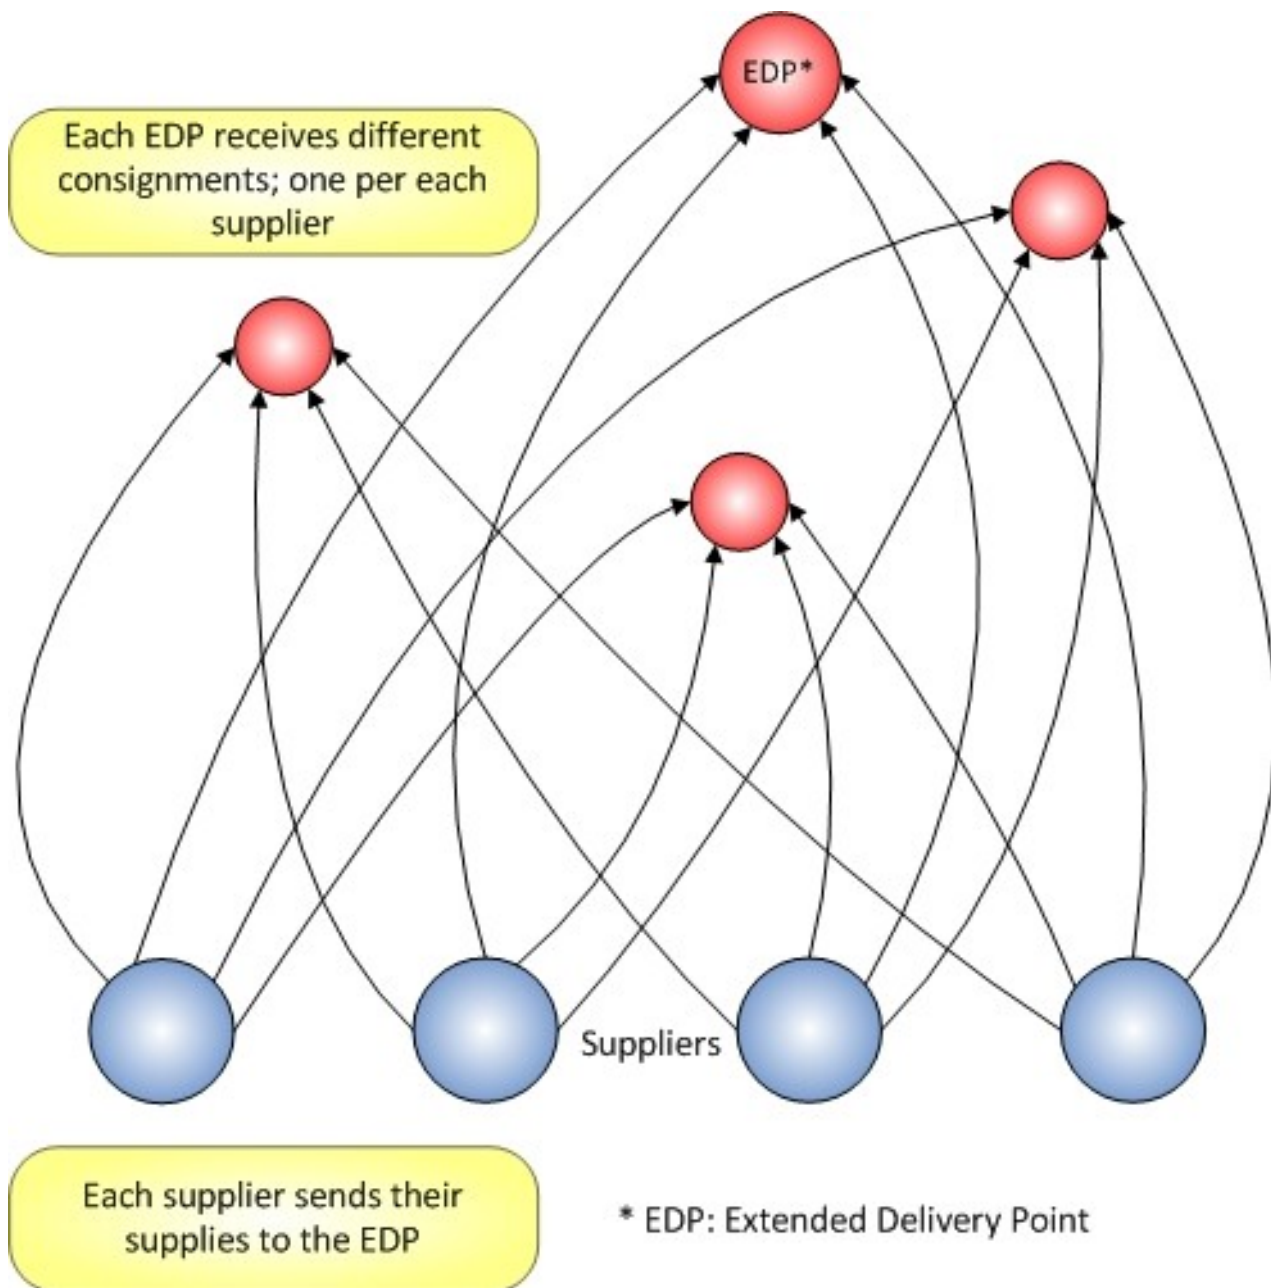 EDP*
Each EDP receives different
consignments; one per each
supplier
Suppliers
Each supplier sends their
supplies to the EDP
* EDP: Extended Delivery Point